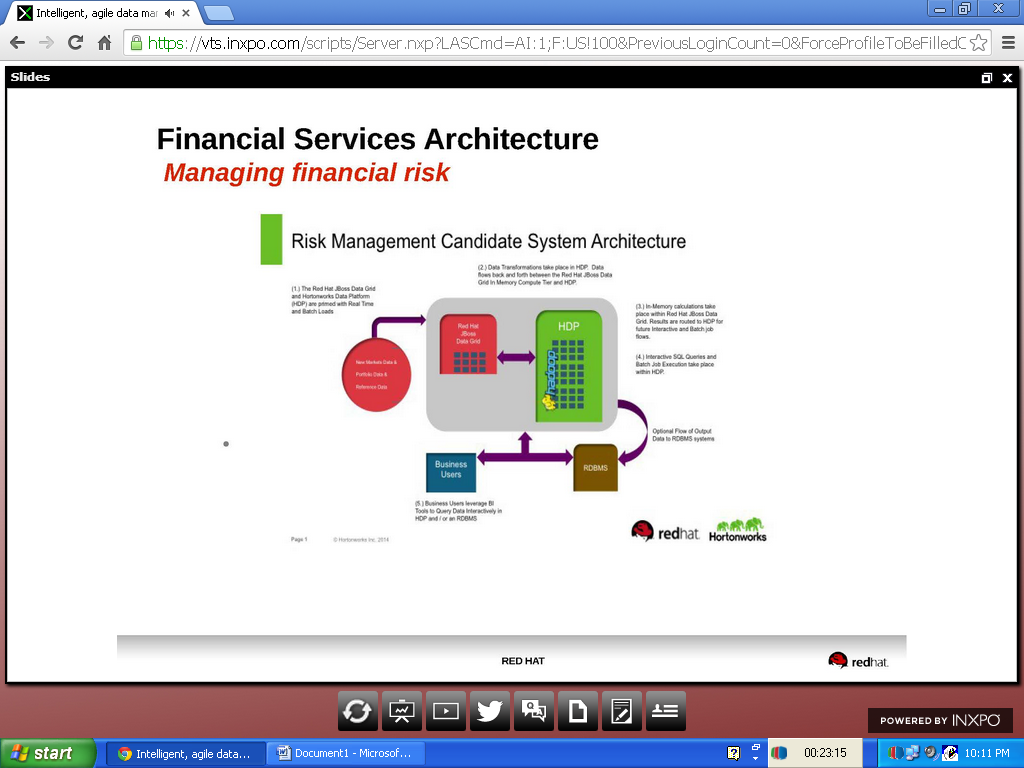 Intelligent, agile data mar
https://vts.inxpo.com/scripts/Server.nxp?LASCmd=AI:1;F:US!100&PreviousLoginCount=0&ForceProfileToBeFilledO
Slides
Financial Services Architecture
Managing financial risk
Risk Management Candidate System Architecture
(2.) Data Transformations take place in HDP. Data
flows back and forth between the Red Hat JBoss Data
Grid In Memory Compute Tier and HDP.
(1.) The Red Hat JBoss Data Grid
and Hortonworks Data Platform
(HDP) are primed with Real Time
and Batch Loads
(3.) In-Memory calculations take
place within Red Hat JBoss Data
Grid. Results are routed to HDP for
future Interactive and Batch job
flows.
(4.) Interactive SQL Queries and
Batch Job Execution take place
within HDP.
Red Hat
JBoss
Data Grid
HDP
hadoop
New Markets Data &
Portfolio Data &
Reference Data
Optional Flow of Output
Data to RDBMS systems
Business
Users
RDBMS
(5.) Business Users leverage BI
Tools to Query Data Interactively in
HDP and / or an RDBMS
Page 1
© Hortonworks Inc. 2014
redhat.
Hortonworks
RED HAT
redhat.
POWERED BY INXPO
start
Intelligent, agile data...
Document1 - Microsof...
00:23:15
10:11 PM